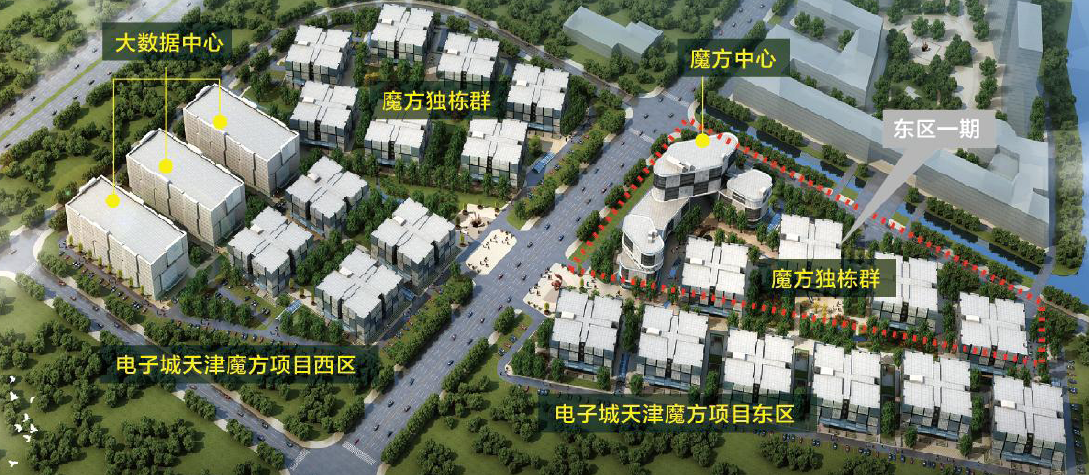 大数据中心
魔方中心
魔方独栋群
东区一期
魔方独栋群
电子城天津魔方项目西区
电子城天津魔方项目东区